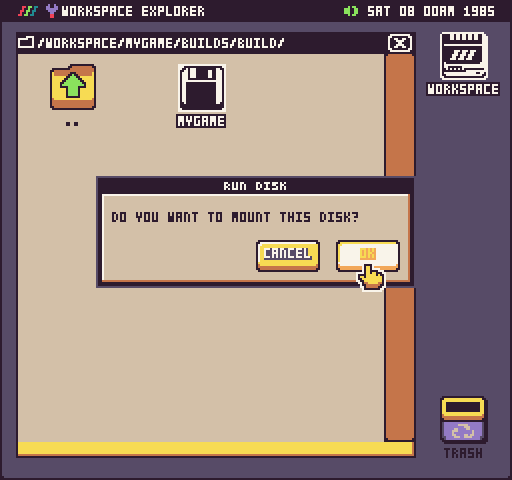 WORKSPACE EXPLORER
SAT 08 00AM 1985
/WORKSPACE/MYGAME/BUILDS/BUILD/
WORKSPACE
..
MYGAME
RUN DISK
DO YOU WANT TO MOUNT THIS DISK?
CANCEL
OK
TRASH